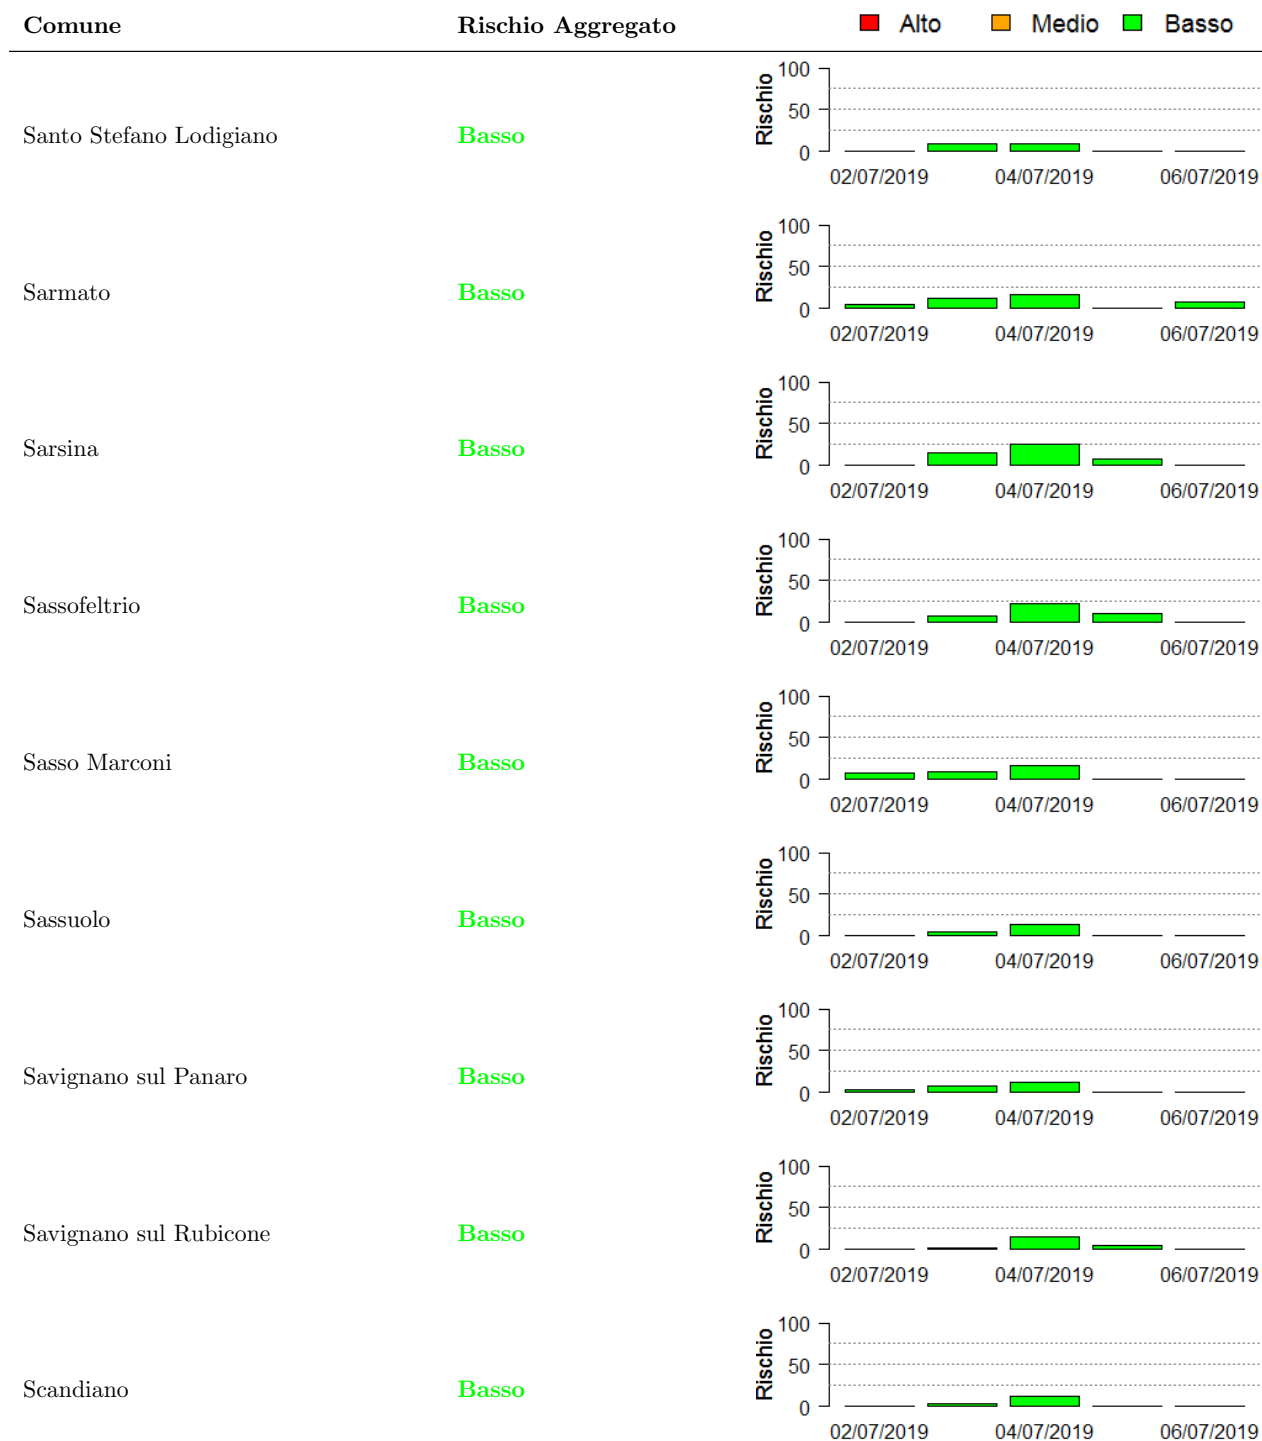 Comune Rischio Aggregato Alto Medio Basso
Santo Stefano Lodigiano Basso Rischio 100 50 0
02/07/2019 04/07/2019 06/07/2019
Sarmato Basso Rischio 100 50 0
02/07/2019 04/07/2019 06/07/2019
Sarsina Basso Rischio 100 50 0
02/07/2019 04/07/2019 06/07/2019
Sassofeltrio Basso Rischio 100 50 0
02/07/2019 04/07/2019 06/07/2019
Sasso Marconi Basso Rischio 100 50 0
02/07/2019 04/07/2019 06/07/2019
Sassuolo Basso Rischio 100 50 0
02/07/2019 04/07/2019 06/07/2019
Savignano sul Panaro Basso Rischio 100 50 0
02/07/2019 04/07/2019 06/07/2019
Savignano sul Rubicone Basso Rischio 100 50 0
02/07/2019 04/07/2019 06/07/2019
Scandiano Basso Rischio 100 50 0
02/07/2019 04/07/2019 06/07/2019